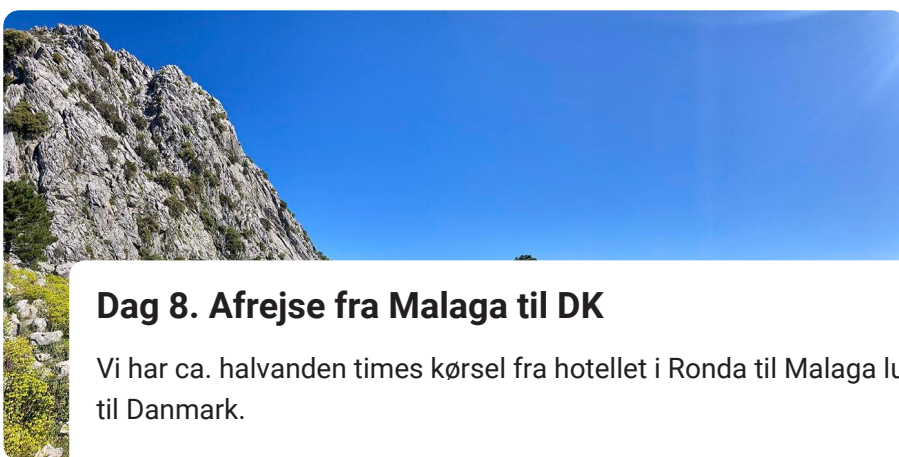 Dag 8. Afrejse fra Malaga til DK
Vi har ca. halvanden times kørsel fra hotellet i Ronda til Malaga
til Danmark.